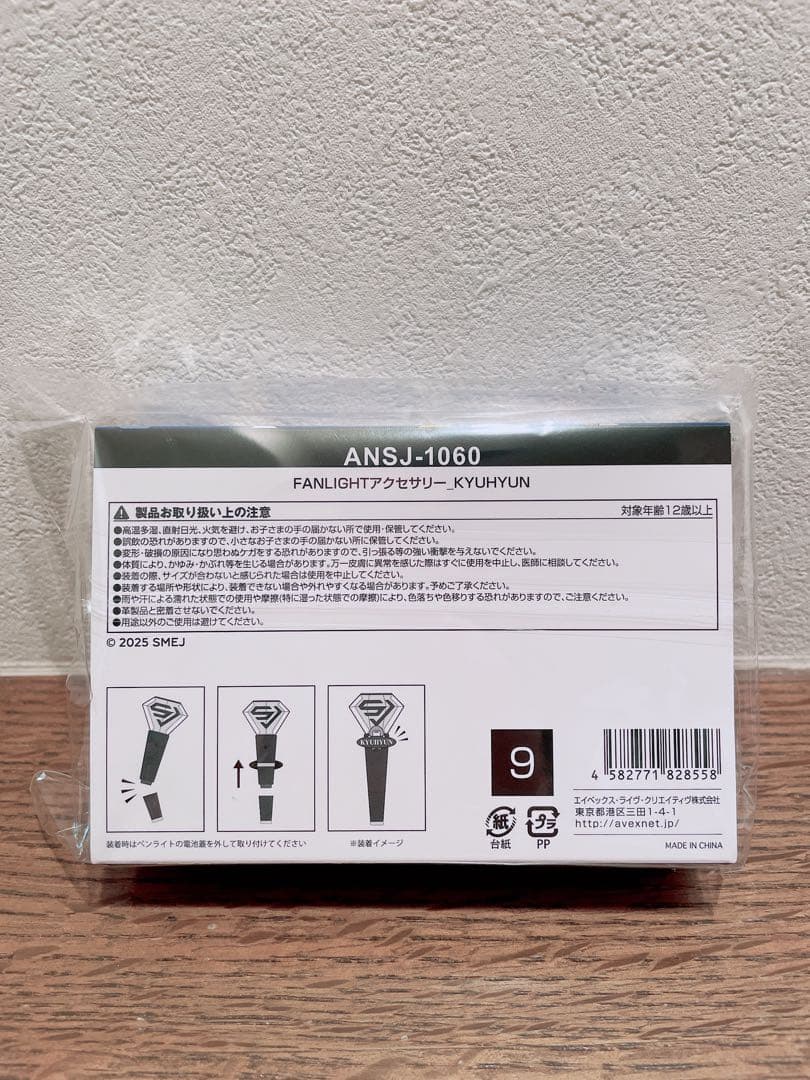 ANSJ-1060
FANLIGHTアクセサリー_KYUHYUN
製品お取り扱い上の注意
対象年齢12歳以上
●高温多湿、直射日光、火気を避け、お子さまの手の届かない所で使用・保管してください。
●誤飲の恐れがありますので、小さなお子さまの手の届かない所に保管してください。
●変形・破損の原因になり思わぬケガをする恐れがありますので、引っ張る等の強い衝撃を与えないでください。
●体質により、かゆみ・かぶれ等を生じる場合があります。万一皮膚に異常を感じた際はすぐに使用を中止し、医師に相談してください。
●装着の際、サイズが合わないと感じられた場合は使用を中止してください。
●装着する場所や形状により、装着できない場合や外れやすくなる場合があります。予めご了承ください。
●雨や汗による濡れた状態での使用や摩擦(特に湿った状態での摩擦)により、色落ちや色移りする恐れがありますので、ご注意ください。
●革製品と密着させないでください。
●用途以外のご使用は避けてください。
© 2025 SMEJ
SJ
SJ
SJ
KYUHYUN
装着時はペンライトの電池蓋を外して取り付けてください
※装着イメージ
9
紙
台紙
プラ
PP
4 582771 828558
エイベックス・ライヴ・クリエイティヴ株式会社
東京都港区三田1-4-1
http://avexnet.jp/
MADE IN CHINA